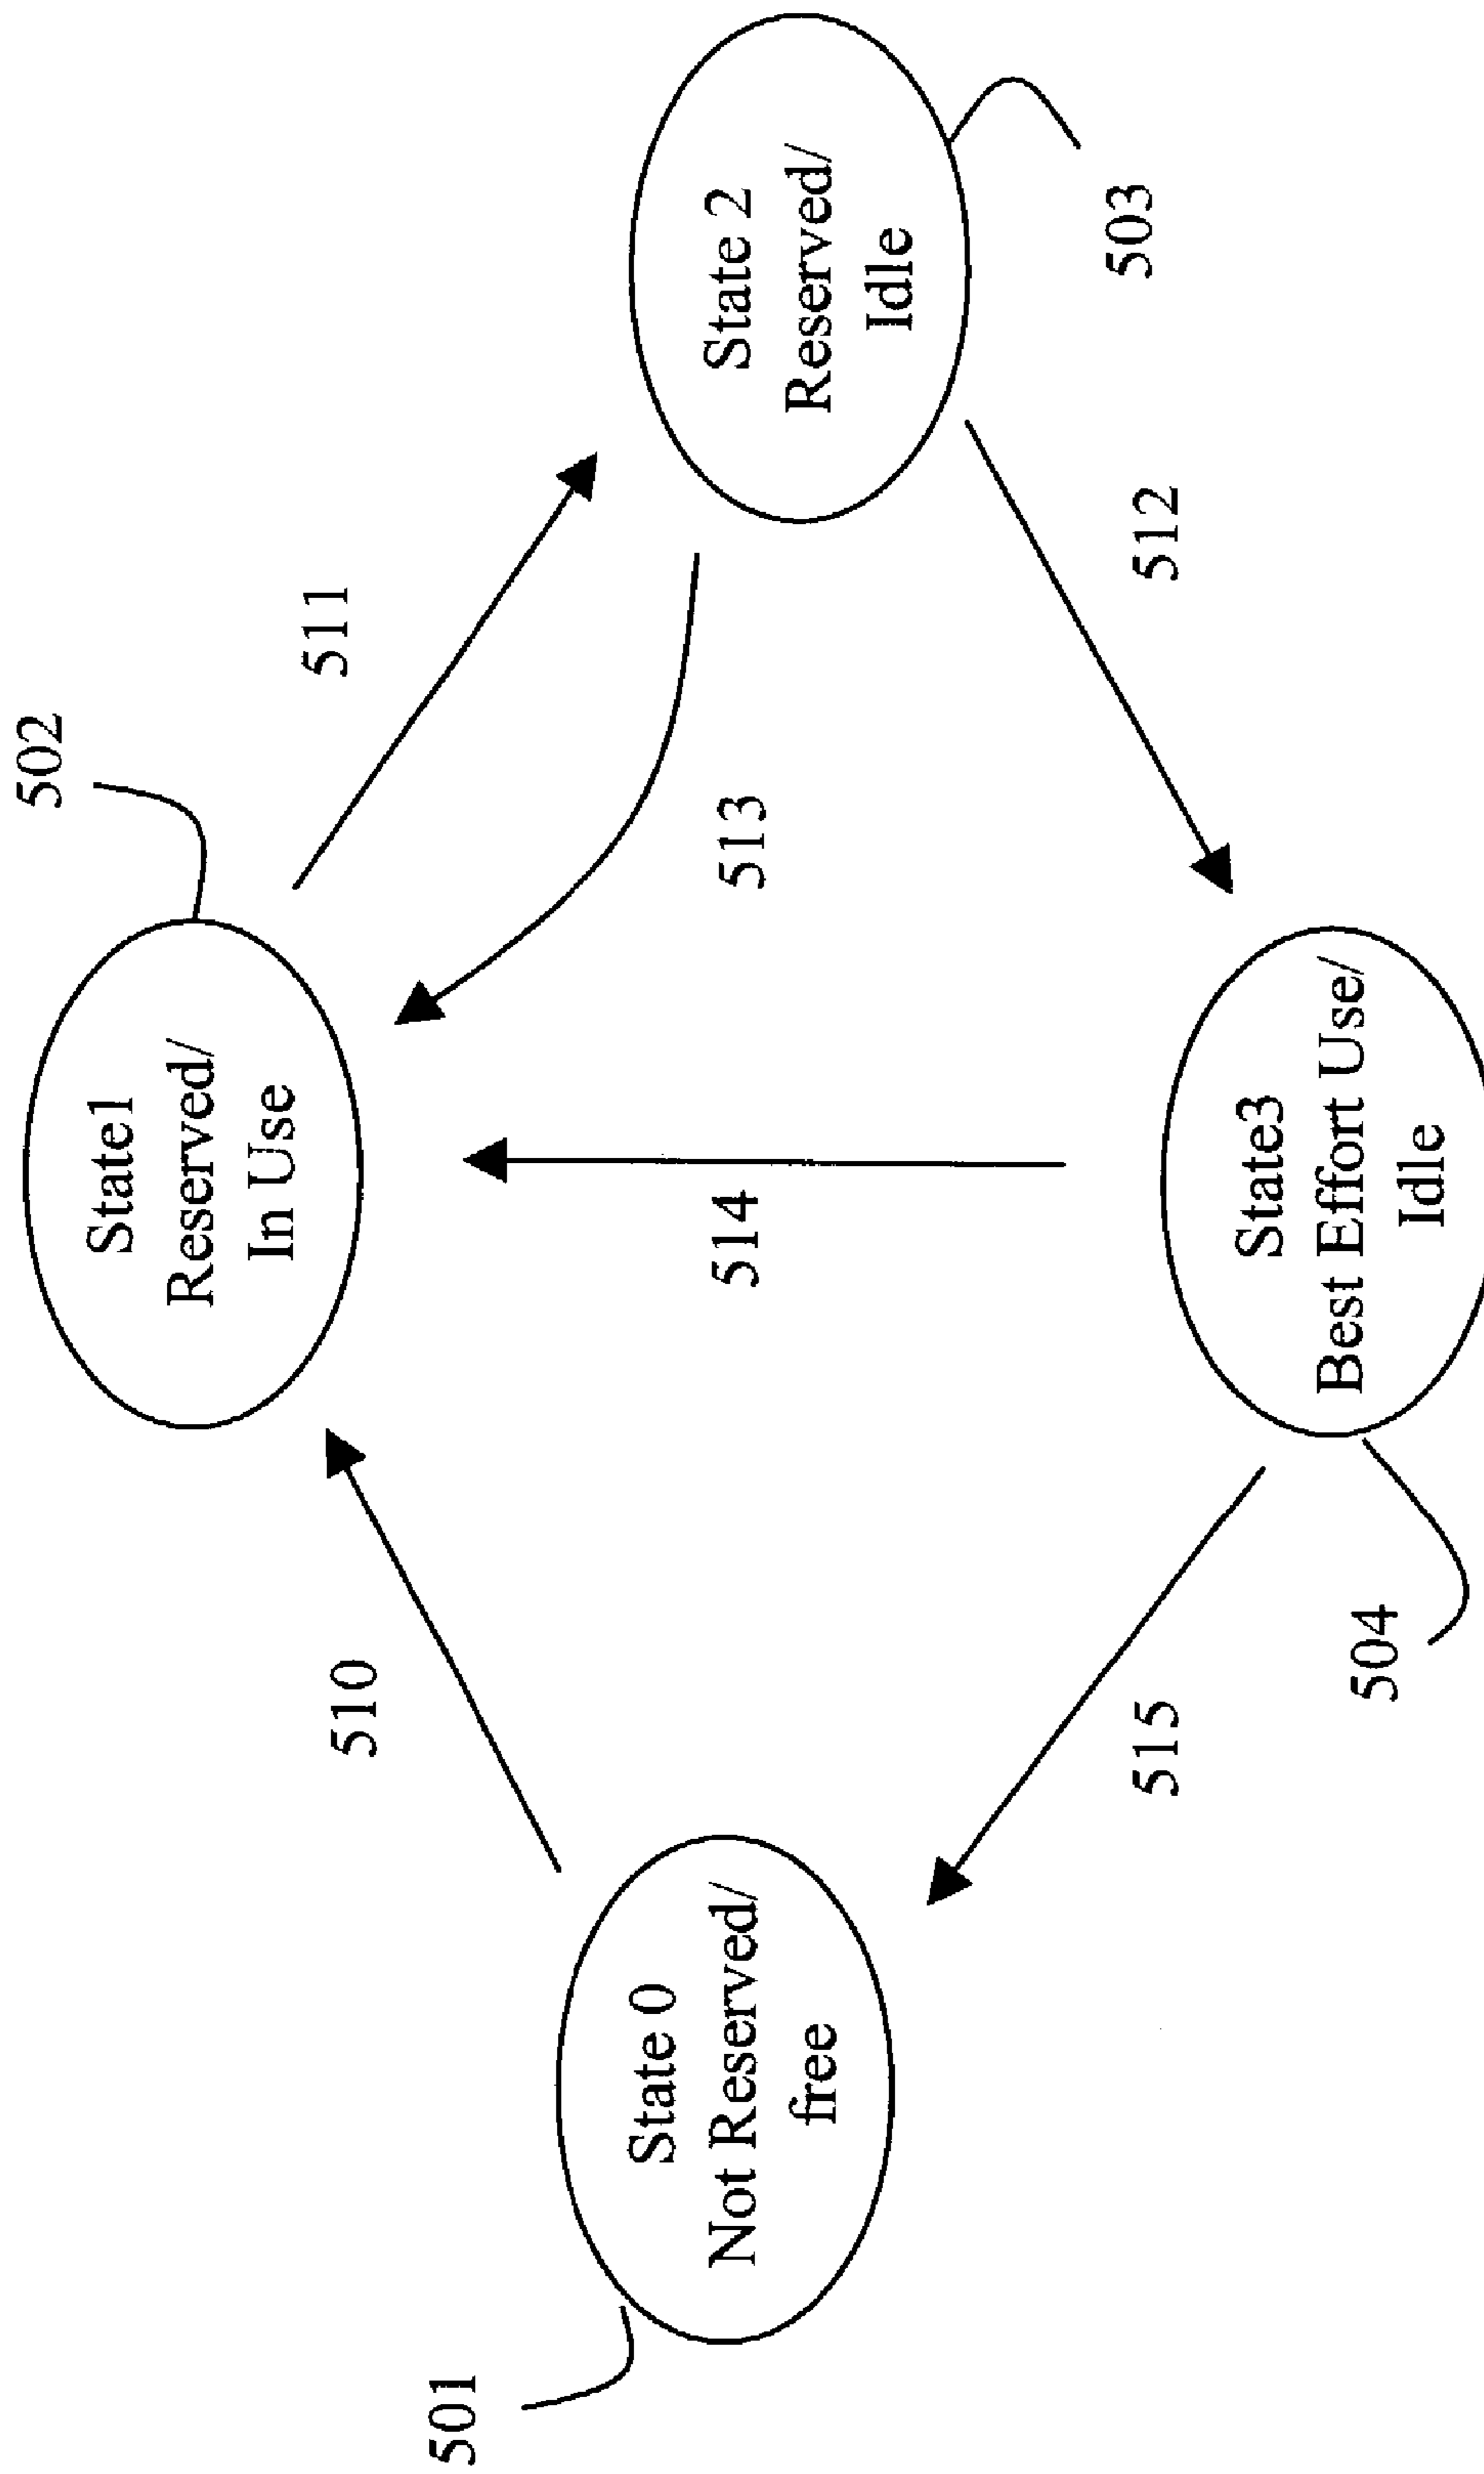 502
State1
Reserved/
In Use
511
510
513
State 2
Reserved/
Idle
503
501
State 0
Not Reserved/
free
514
512
515
State3
Best Effort Use/
Idle
504